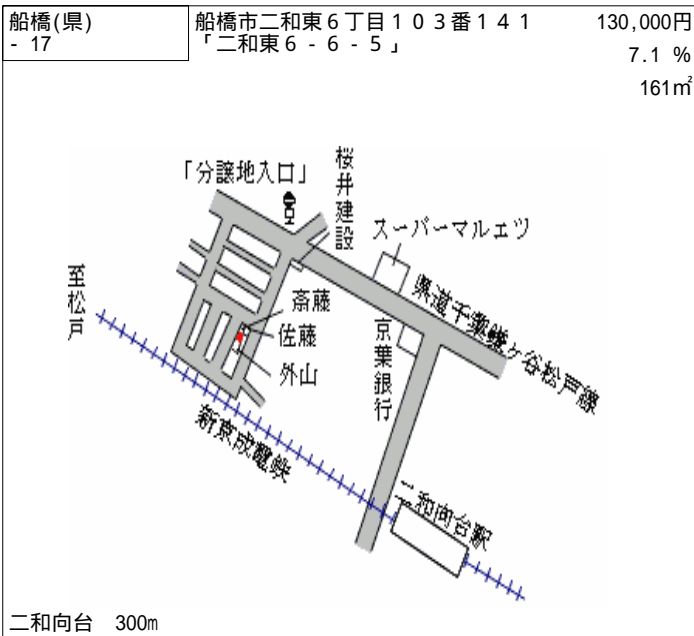 船橋(県)
- 17
船橋市二和東６丁目１０３番１４１
「二和東６－６－５」
130,000円
7.1 %
161㎡
「分譲地入口」
桜井建設
スーパーマルエツ
県道千葉鎌ヶ谷松戸線
至松戸
斎藤
佐藤
外山
京葉銀行
新京成電鉄
二和向台駅
二和向台　300m